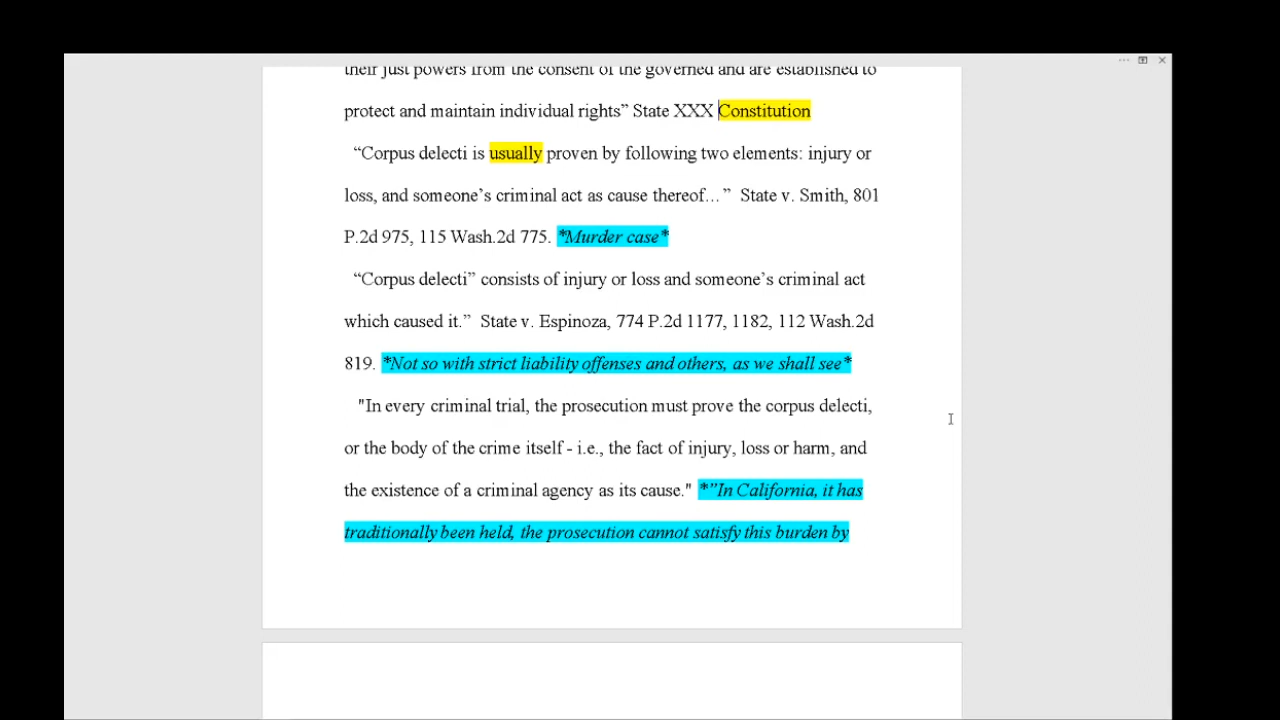 their just powers from the consent of the governed and are established to
protect and maintain individual rights” State XXX Constitution
“Corpus delecti is usually proven by following two elements: injury or
loss, and someone’s criminal act as cause thereof…”  State v. Smith, 801
P.2d 975, 115 Wash.2d 775. *Murder case*
“Corpus delecti” consists of injury or loss and someone’s criminal act
which caused it.”  State v. Espinoza, 774 P.2d 1177, 1182, 112 Wash.2d
819. *Not so with strict liability offenses and others, as we shall see*
"In every criminal trial, the prosecution must prove the corpus delecti,
or the body of the crime itself - i.e., the fact of injury, loss or harm, and
the existence of a criminal agency as its cause." *”In California, it has
traditionally been held, the prosecution cannot satisfy this burden by